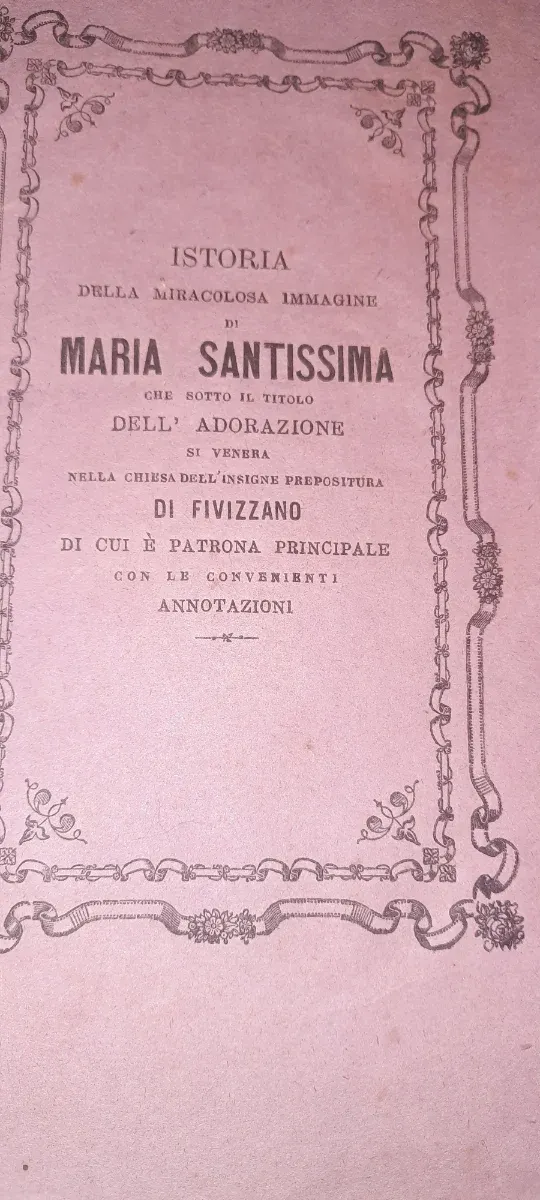 ISTORIA
DELLA MIRACOLOSA IMMAGINE
DI
MARIA SANTISSIMA
CHE SOTTO IL TITOLO
DELL' ADORAZIONE
SI VENERA
NELLA CHIESA DELL'INSIGNE PREPOSITURA
DI FIVIZZANO
DI CUI È PATRONA PRINCIPALE
CON LE CONVENIENTI
ANNOTAZIONI